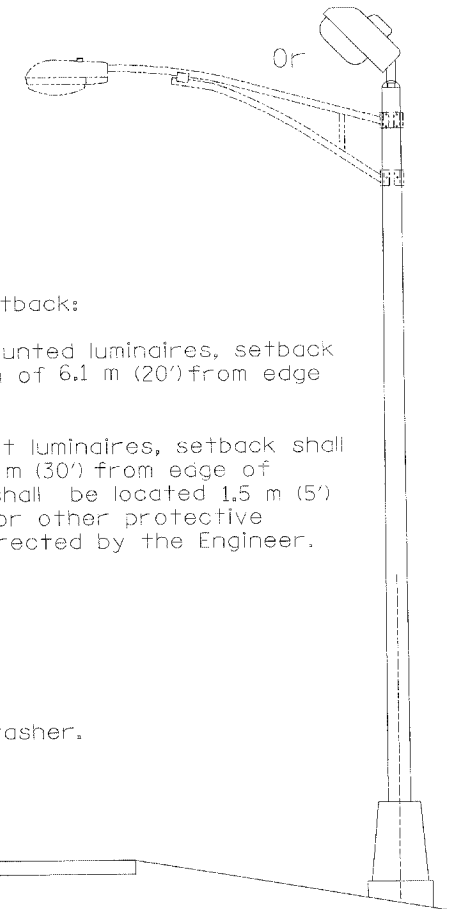 Or
tback:
unted luminaires, setback
of 6.1 m (20') from edge
t luminaires, setback shall
m (30') from edge of
shall be located 1.5 m (5')
or other protective
rected by the Engineer.
asher.